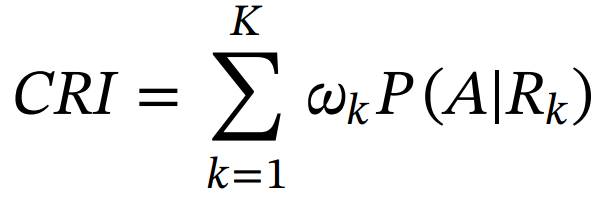 CRI = \sum_{k=1}^{K} \omega_k P(A|R_k)